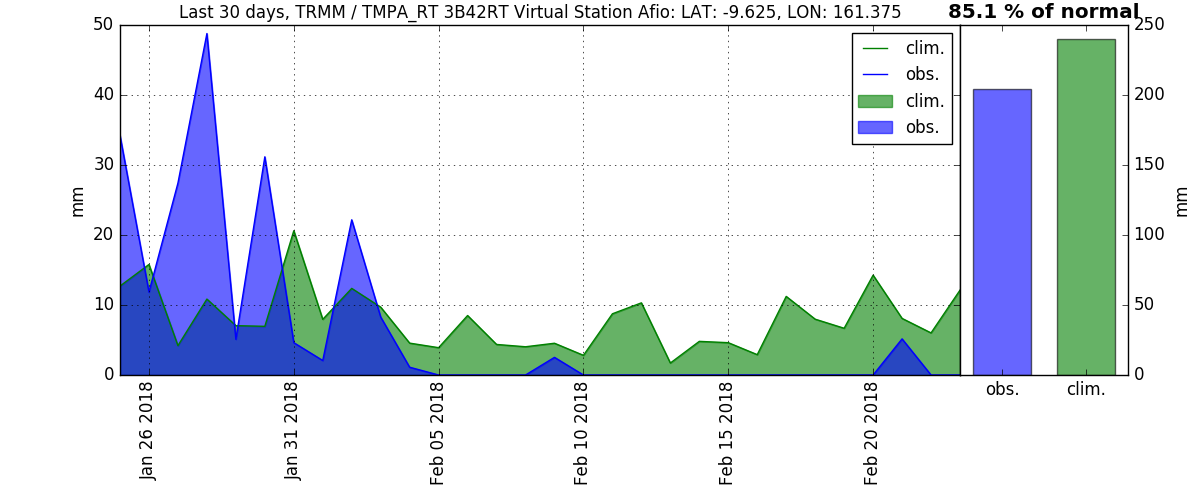 Last 30 days, TRMM / TMPA_RT 3B42RT Virtual Station Afio: LAT: -9.625, LON: 161.375
85.1 % of normal
50
40
30
20
10
0
mm
clim.
obs.
clim.
obs.
250
200
150
100
50
0
mm
Jan 26 2018
Jan 31 2018
Feb 05 2018
Feb 10 2018
Feb 15 2018
Feb 20 2018
obs.
clim.